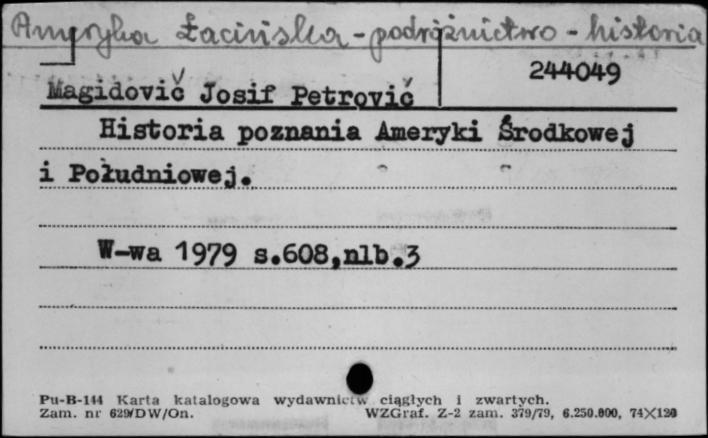 Ameryka Łacińska - podróżnictwo - historia
244049
Magidovič Josif Petrovič
Historia poznania Ameryki Środkowej
i Południowej.
W-wa 1979 s.608,nlb.3
Pu-B-144 Karta katalogowa wydawnictw ciągłych i zwartych.
Zam. nr 629/DW/On. WZGraf. Z-2 zam. 379/79, 6.250.000, 74X120